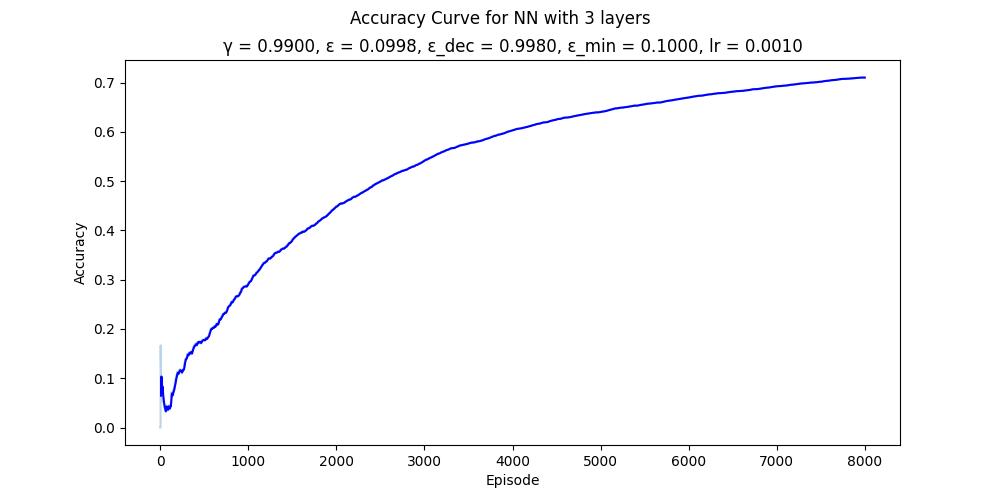 Accuracy Curve for NN with 3 layers
γ = 0.9900, ε = 0.0998, ε_dec = 0.9980, ε_min = 0.1000, lr = 0.0010
Accuracy
0.7
0.6
0.5
0.4
0.3
0.2
0.1
0.0
0 1000 2000 3000 4000 5000 6000 7000 8000
Episode